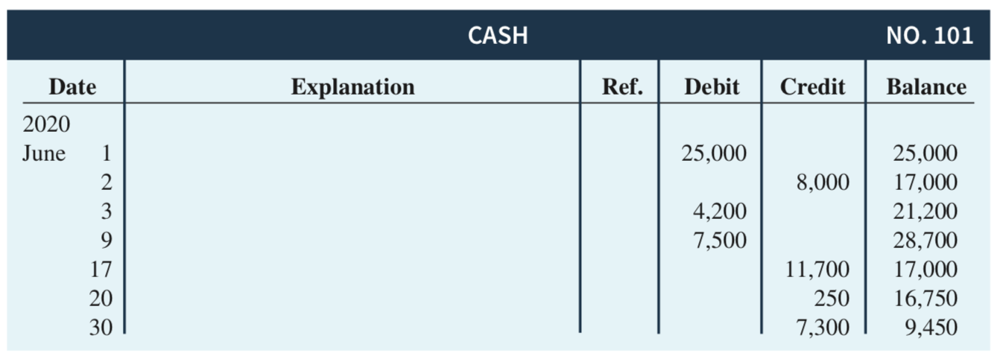 CASH NO. 101
Date Explanation Ref. Debit Credit Balance
2020
June 1 25,000 25,000
2 8,000 17,000
3 4,200 21,200
9 7,500 28,700
17 11,700 17,000
20 250 16,750
30 7,300 9,450